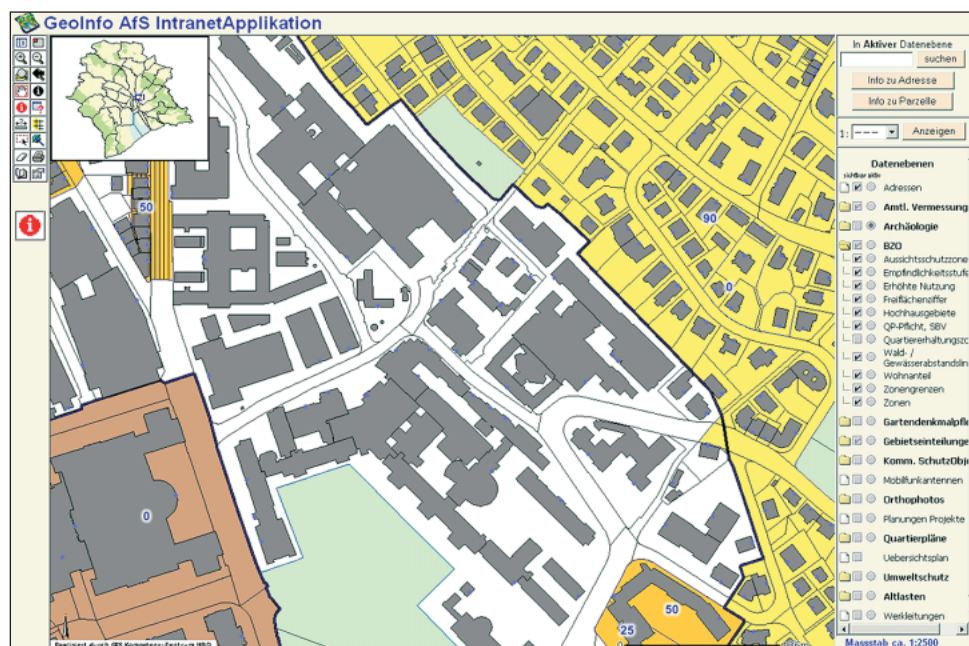 GeoInfo AfS IntranetApplikation
In Aktiver Datenebene
suchen
Info zu Adresse
Info zu Parzelle
1: --- Anzeigen
Datenebenen
sichtbar aktiv
Adressen
Amtl. Vermessung
Archäologie
BZO
Aussichtsschutzzone
Empfindlichkeitsstufe
Erhöhte Nutzung
Freiflächenziffer
Hochhausgebiete
QP-Pflicht, SBV
Quartiererhaltungszo
Wald- /
Gewässerabstandslin
Wohnanteil
Zonengrenzen
Zonen
Gartendenkmalpfle
Gebietseinteilunge
Komm. SchutzObje
Mobilfunkantennen
Orthophotos
Planungen Projekte
Quartierpläne
Uebersichtsplan
Umweltschutz
Altlasten
Werkleitungen
Massstab ca. 1:2500
50
90
0
0
50
25